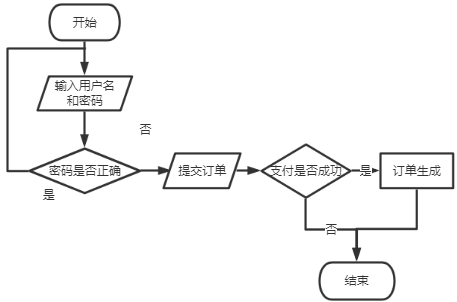 开始
输入用户名
和密码
否
密码是否正确
是
提交订单
支付是否成功
是
订单生成
否
结束